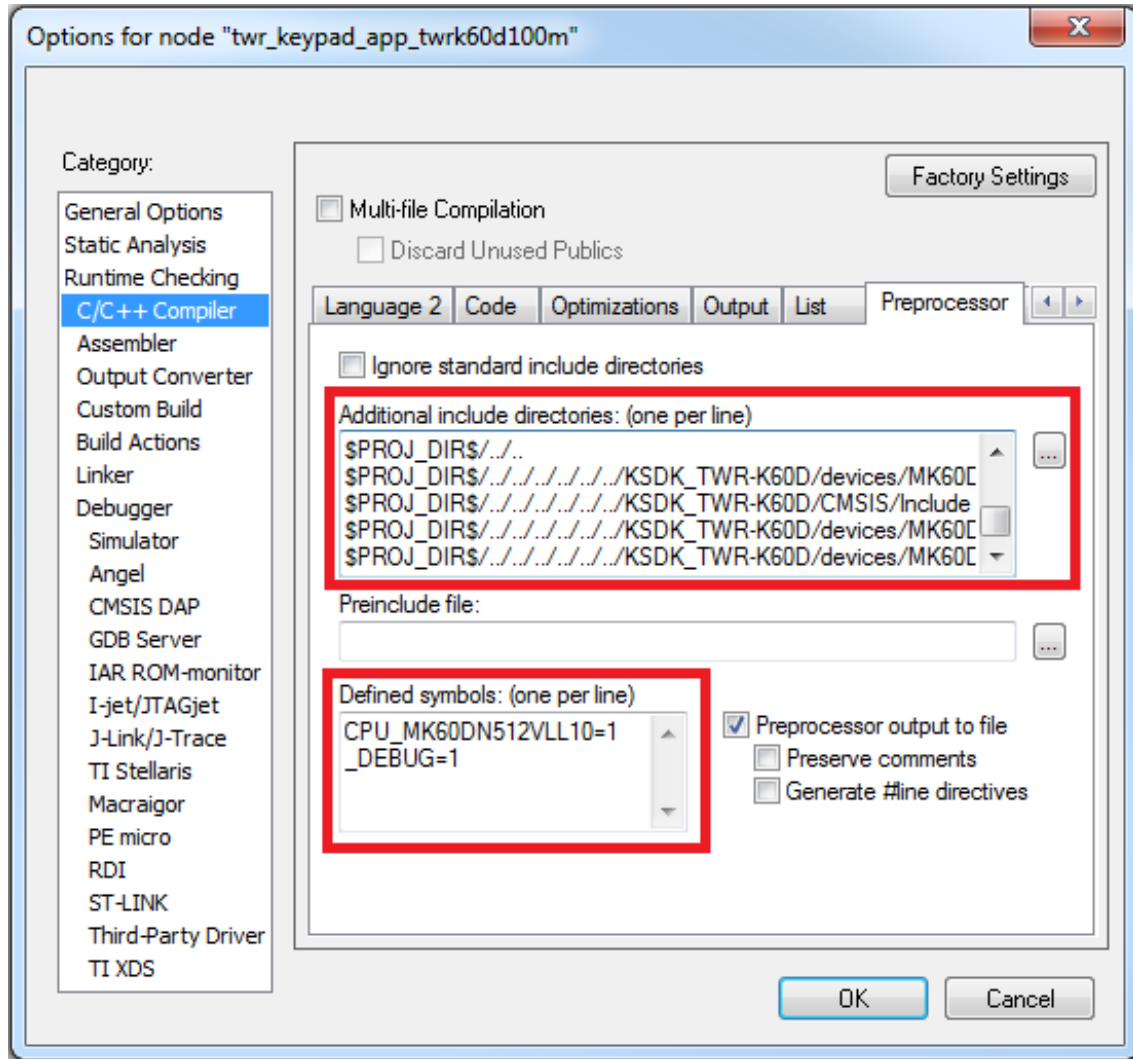 Options for node "twr_keypad_app_twrk60d100m"
Category:
General Options
Static Analysis
Runtime Checking
C/C++ Compiler
Assembler
Output Converter
Custom Build
Build Actions
Linker
Debugger
Simulator
Angel
CMSIS DAP
GDB Server
IAR ROM-monitor
I-jet/JTAGjet
J-Link/J-Trace
TI Stellaris
Macraigor
PE micro
RDI
ST-LINK
Third-Party Driver
TI XDS
Factory Settings
Multi-file Compilation
Discard Unused Publics
Language 2 Code Optimizations Output List Preprocessor
Ignore standard include directories
Additional include directories: (one per line)
$PROJ_DIR$/../..
$PROJ_DIR$/../../../../../../../KSDK_TWR-K60D/devices/MK60D
$PROJ_DIR$/../../../../../../../KSDK_TWR-K60D/CMSIS/Include
$PROJ_DIR$/../../../../../../../KSDK_TWR-K60D/devices/MK60D
$PROJ_DIR$/../../../../../../../KSDK_TWR-K60D/devices/MK60D
...
Preinclude file:
...
Defined symbols: (one per line)
CPU_MK60DN512VLL10=1
_DEBUG=1
Preprocessor output to file
Preserve comments
Generate #line directives
OK
Cancel